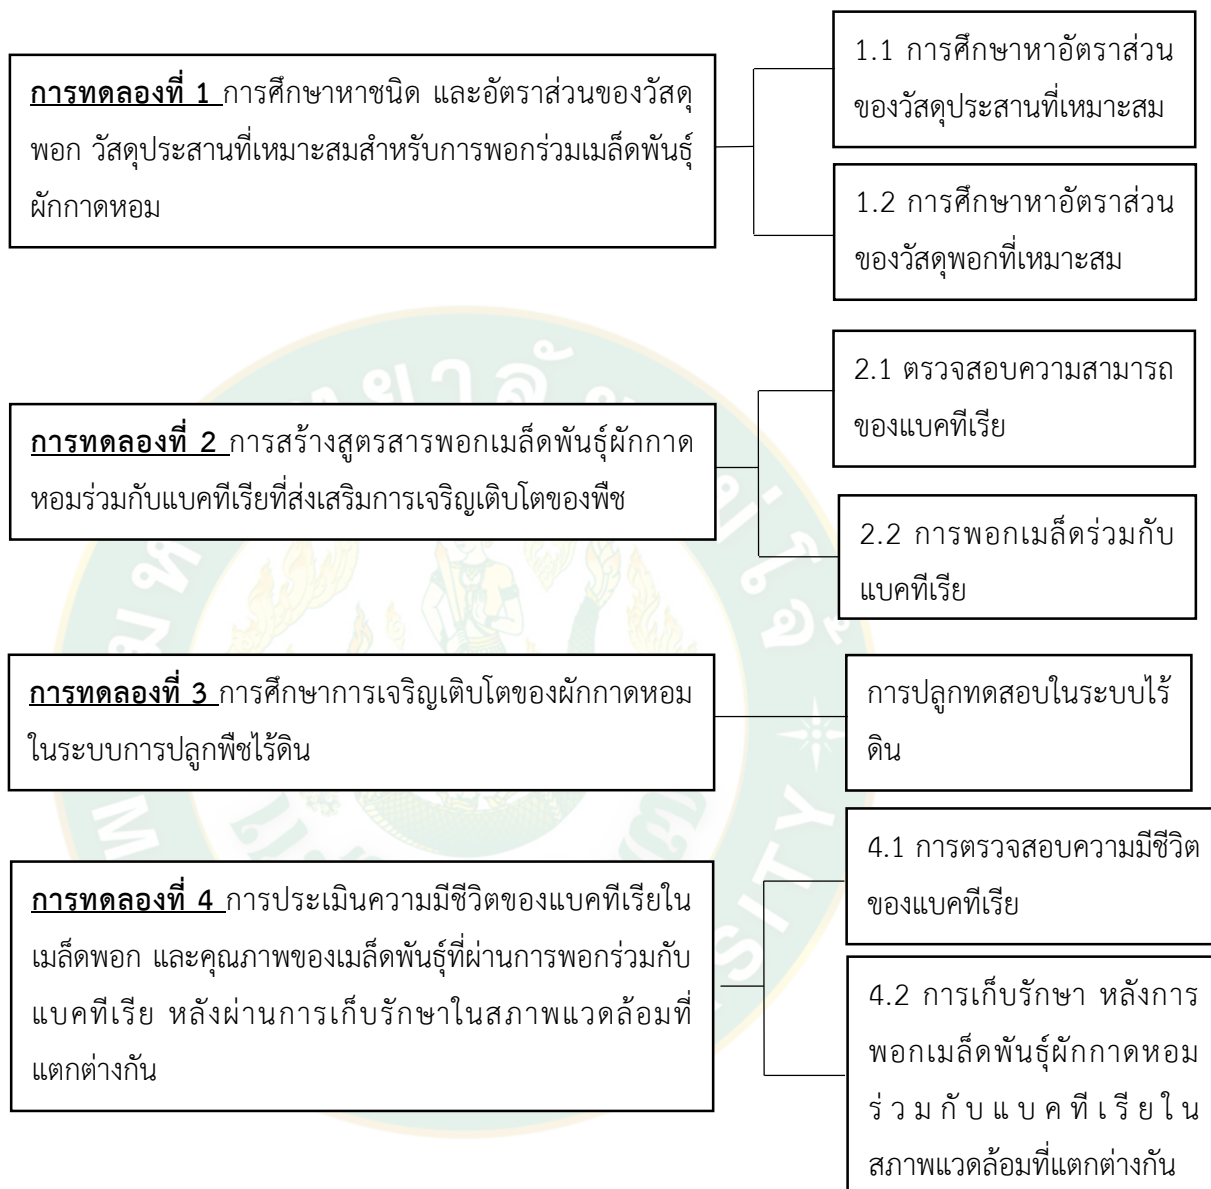 การทดลองที่ 1 การศึกษาหาชนิด และอัตราส่วนของวัสดุ
พอก วัสดุประสานที่เหมาะสมสำหรับการพอกร่วมเมล็ดพันธุ์
ผักกาดหอม
1.1 การศึกษาหาอัตราส่วน
ของวัสดุประสานที่เหมาะสม
1.2 การศึกษาหาอัตราส่วน
ของวัสดุพอกที่เหมาะสม
การทดลองที่ 2 การสร้างสูตรสารพอกเมล็ดพันธุ์ผักกาด
หอมร่วมกับแบคทีเรียที่ส่งเสริมการเจริญเติบโตของพืช
2.1 ตรวจสอบความสามารถ
ของแบคทีเรีย
2.2 การพอกเมล็ดร่วมกับ
แบคทีเรีย
การทดลองที่ 3 การศึกษาการเจริญเติบโตของผักกาดหอม
ในระบบการปลูกพืชไร้ดิน
การปลูกทดสอบในระบบไร้
ดิน
การทดลองที่ 4 การประเมินความมีชีวิตของแบคทีเรียใน
เมล็ดพอก และคุณภาพของเมล็ดพันธุ์ที่ผ่านการพอกร่วมกับ
แบคทีเรีย หลังผ่านการเก็บรักษาในสภาพแวดล้อมที่
แตกต่างกัน
4.1 การตรวจสอบความมีชีวิต
ของแบคทีเรีย
4.2 การเก็บรักษา หลังการ
พอกเมล็ดพันธุ์ผักกาดหอม
ร่วมกับแบคทีเรียใน
สภาพแวดล้อมที่แตกต่างกัน